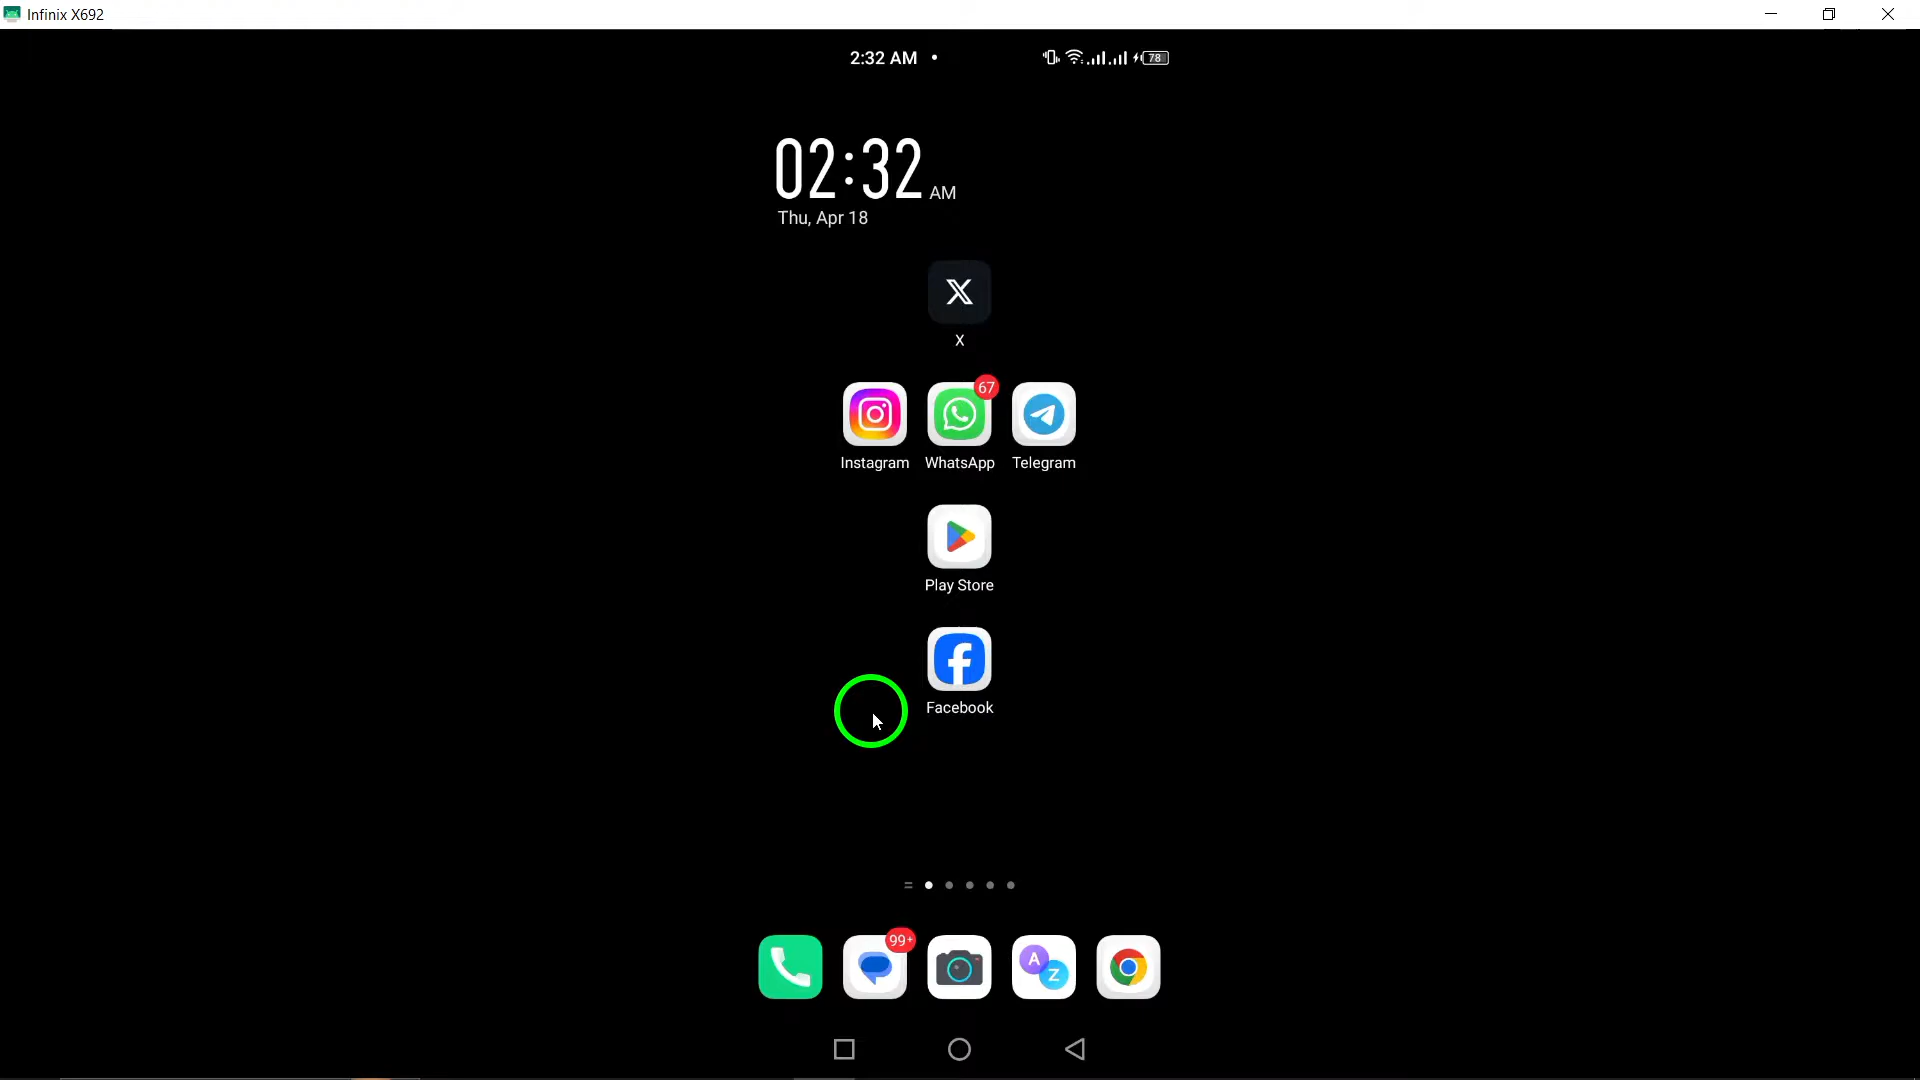 Infinix X692
2:32 AM
78
02:32 AM
Thu, Apr 18
X
67
Instagram WhatsApp Telegram
Play Store
Facebook
99+
A
Z